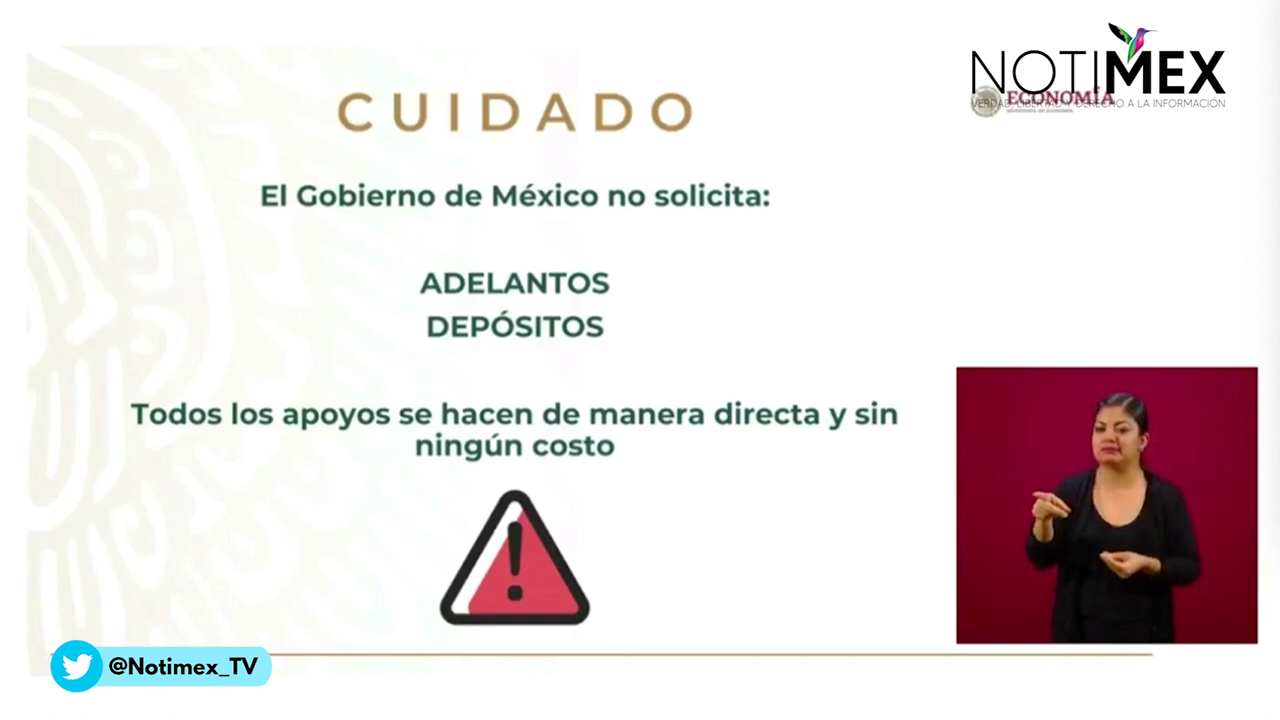 NOTIMEX
ECONOMÍA
VERDAD, LIBERTAD Y DERECHO A LA INFORMACIÓN
CUIDADO
El Gobierno de México no solicita:
ADELANTOS
DEPÓSITOS
Todos los apoyos se hacen de manera directa y sin
ningún costo
@Notimex_TV